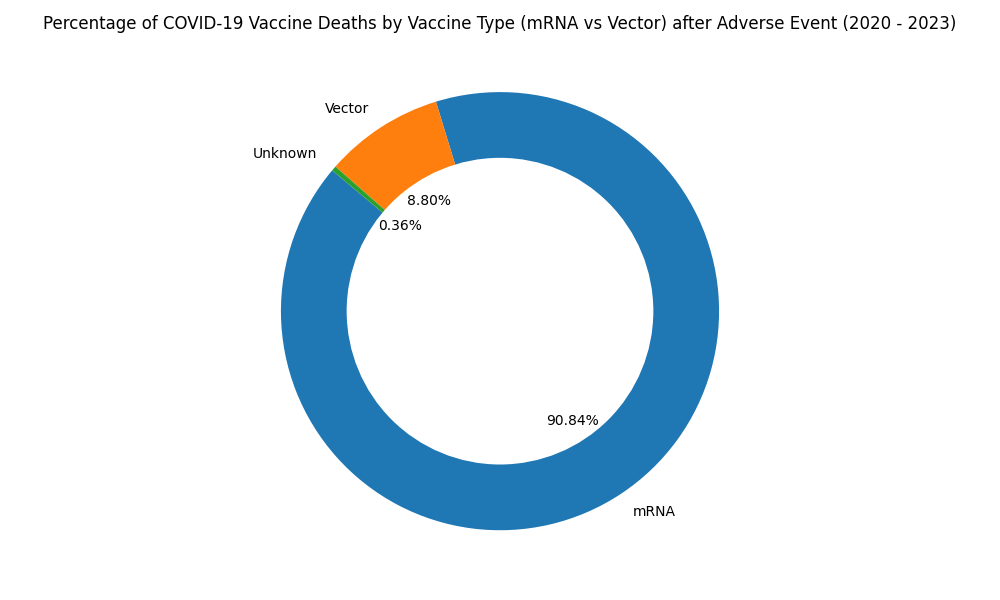 Percentage of COVID-19 Vaccine Deaths by Vaccine Type (mRNA vs Vector) after Adverse Event (2020 - 2023)
Vector
Unknown
8.80%
0.36%
90.84%
mRNA